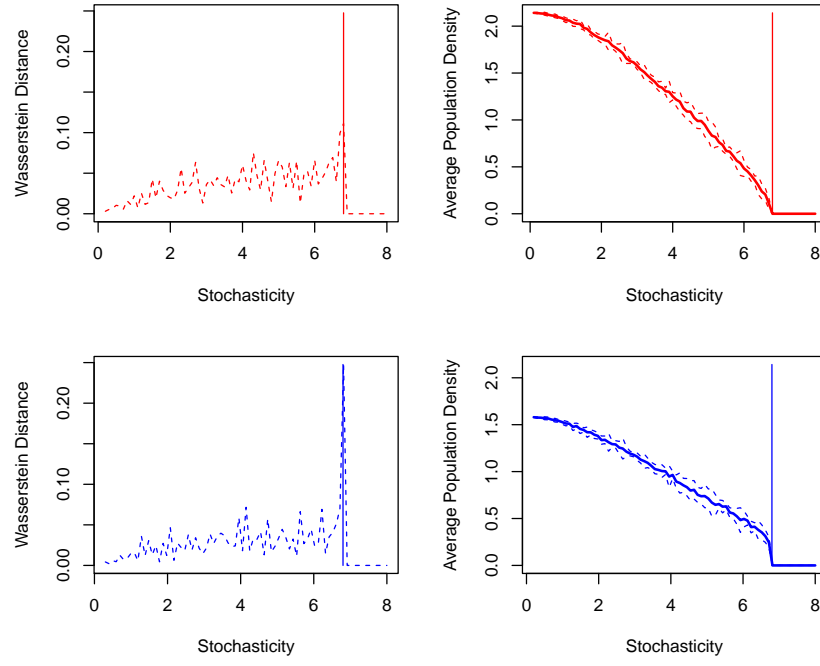 Wasserstein Distance
0.00 0.10 0.20
0 2 4 6 8
Stochasticity
Average Population Density
0.0 0.5 1.0 1.5 2.0
0 2 4 6 8
Stochasticity
Wasserstein Distance
0.00 0.10 0.20
0 2 4 6 8
Stochasticity
Average Population Density
0.0 0.5 1.0 1.5 2.0
0 2 4 6 8
Stochasticity